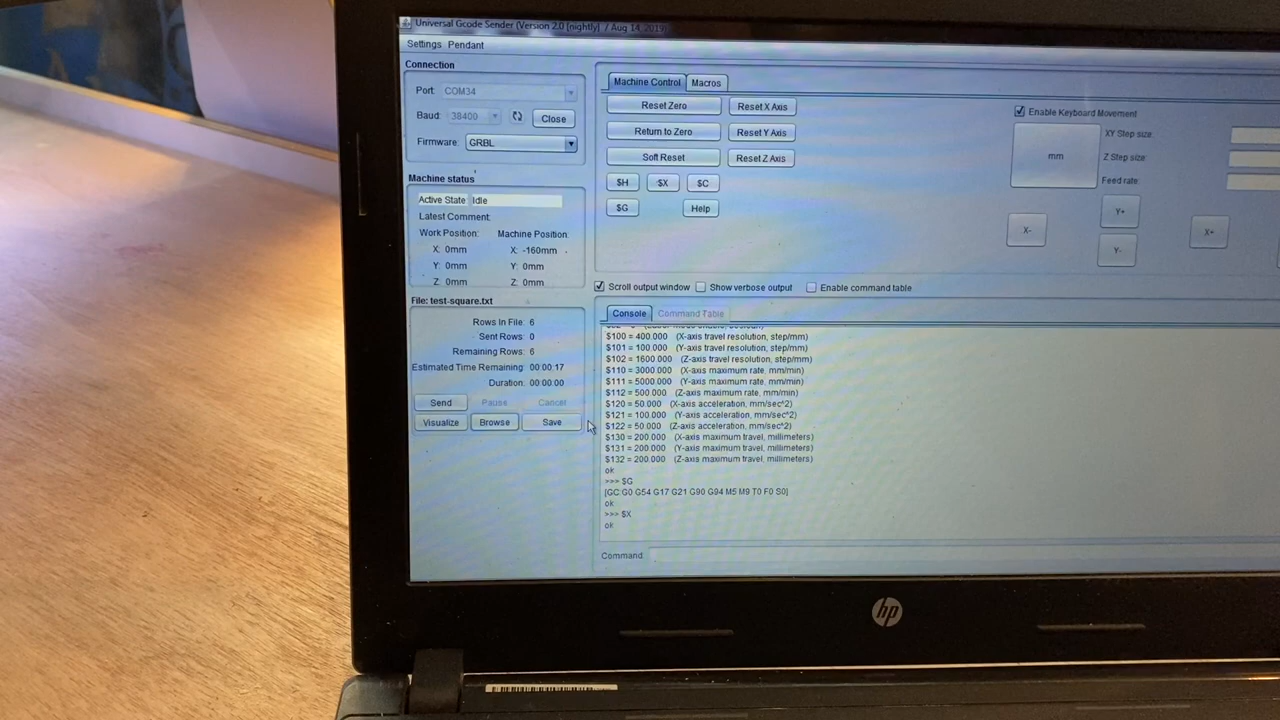 Universal Gcode Sender (Version 2.0 [nightly] / Aug 14, 2019)
Settings Pendant
Connection
Port: COM34
Baud: 38400
Close
Firmware: GRBL
Machine status
Active State: Idle
Latest Comment:
Work Position: Machine Position:
X: 0mm X: -160mm
Y: 0mm Y: 0mm
Z: 0mm Z: 0mm
File: test-square.txt
Rows In File: 6
Sent Rows: 0
Remaining Rows: 6
Estimated Time Remaining: 00:00:17
Duration: 00:00:00
Send Pause Cancel
Visualize Browse Save
Machine Control Macros
Reset Zero Reset X Axis
Return to Zero Reset Y Axis
Soft Reset Reset Z Axis
$H $X $C
$G Help
Enable Keyboard Movement
mm
XY Step size:
Z Step size:
Feed rate:
Y+
X- X+
Y-
Scroll output window Show verbose output Enable command table
Console Command Table
$100 = 400.000 (X-axis travel resolution, step/mm)
$101 = 100.000 (Y-axis travel resolution, step/mm)
$102 = 1600.000 (Z-axis travel resolution, step/mm)
$110 = 3000.000 (X-axis maximum rate, mm/min)
$111 = 5000.000 (Y-axis maximum rate, mm/min)
$112 = 500.000 (Z-axis maximum rate, mm/min)
$120 = 50.000 (X-axis acceleration, mm/sec^2)
$121 = 100.000 (Y-axis acceleration, mm/sec^2)
$122 = 50.000 (Z-axis acceleration, mm/sec^2)
$130 = 200.000 (X-axis maximum travel, millimeters)
$131 = 200.000 (Y-axis maximum travel, millimeters)
$132 = 200.000 (Z-axis maximum travel, millimeters)
ok
>>> $G
[GC:G0 G54 G17 G21 G90 G94 M5 M9 T0 F0 S0]
ok
>>> $X
ok
Command
hp